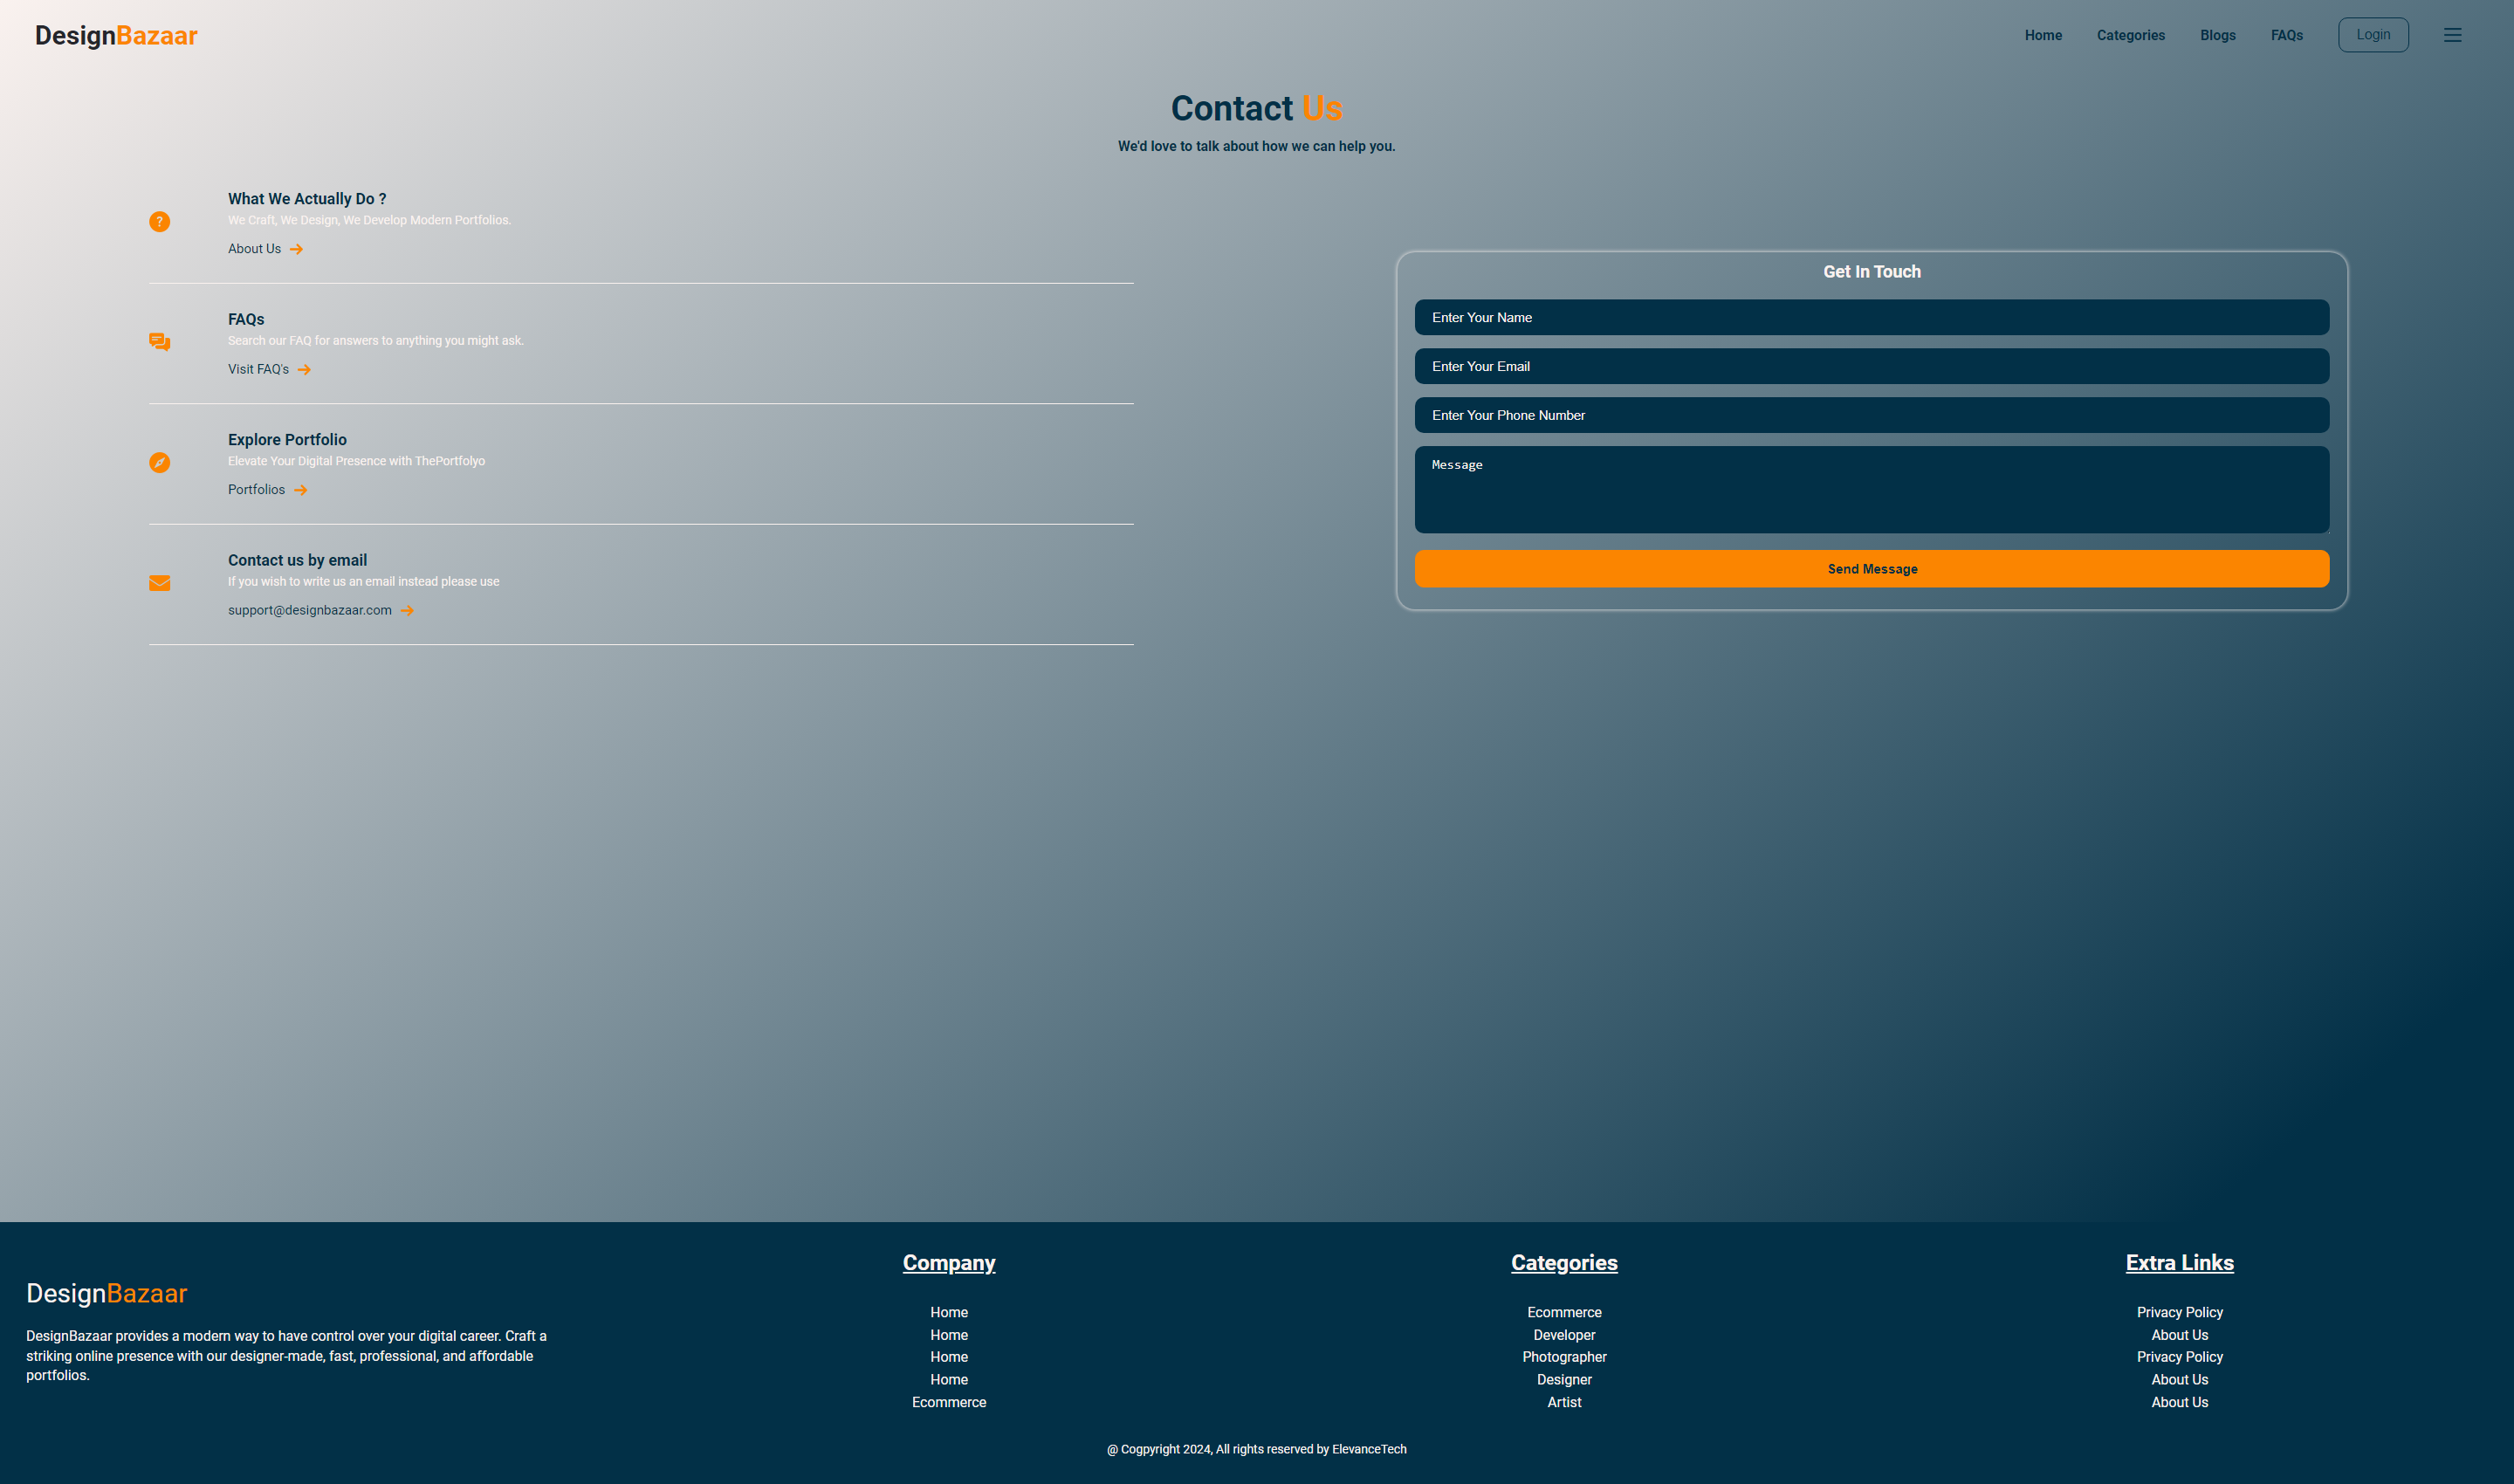 DesignBazaar
Home Categories Blogs FAQs Login
Contact Us
We'd love to talk about how we can help you.
What We Actually Do ?
We Craft, We Design, We Develop Modern Portfolios.
About Us
FAQs
Search our FAQ for answers to anything you might ask.
Visit FAQ's
Explore Portfolio
Elevate Your Digital Presence with ThePortfolyo
Portfolios
Contact us by email
If you wish to write us an email instead please use
support@designbazaar.com
Get In Touch
Enter Your Name
Enter Your Email
Enter Your Phone Number
Message
Send Message
DesignBazaar
DesignBazaar provides a modern way to have control over your digital career. Craft a
striking online presence with our designer-made, fast, professional, and affordable
portfolios.
Company
Home
Home
Home
Home
Ecommerce
Categories
Ecommerce
Developer
Photographer
Designer
Artist
Extra Links
Privacy Policy
About Us
Privacy Policy
About Us
About Us
@ Cogpyright 2024, All rights reserved by ElevanceTech